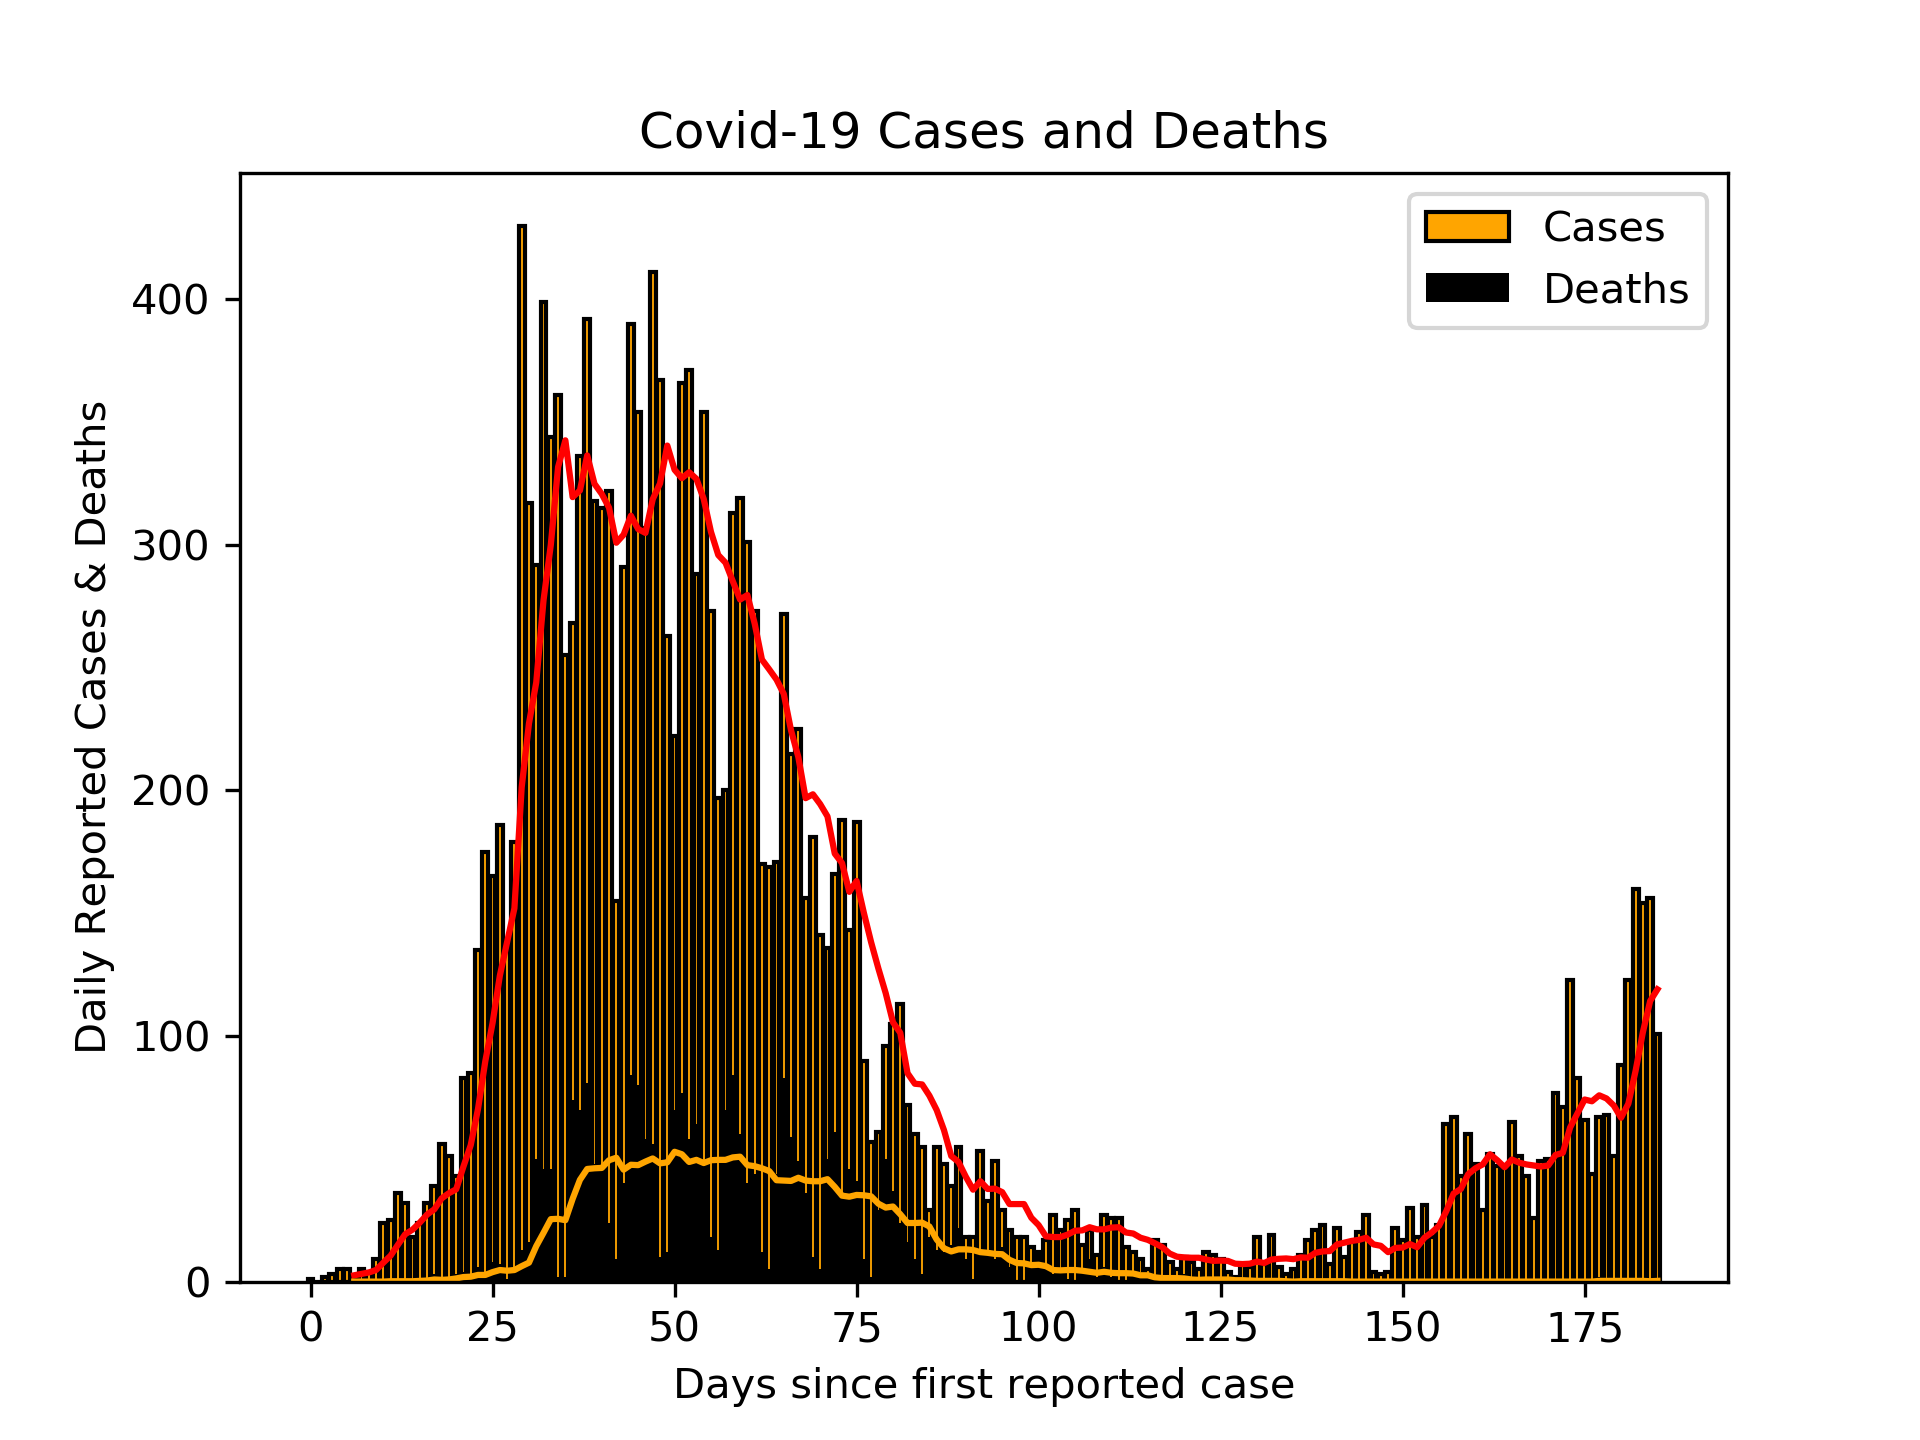 Covid-19 Cases and Deaths
Cases
Deaths
400
300
200
100
0
Daily Reported Cases & Deaths
0 25 50 75 100 125 150 175
Days since first reported case